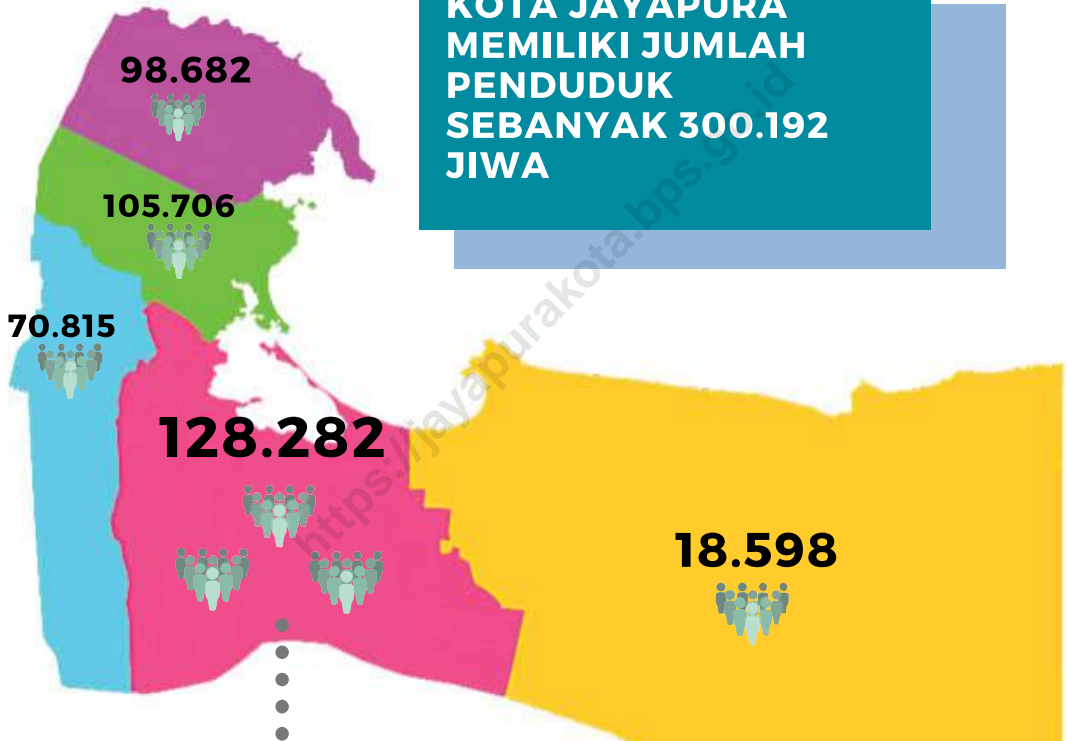 KOTA JAYAPURA
MEMILIKI JUMLAH
PENDUDUK
SEBANYAK 300.192
JIWA
98.682
105.706
70.815
128.282
18.598
https://jayapurakota.bps.go.id